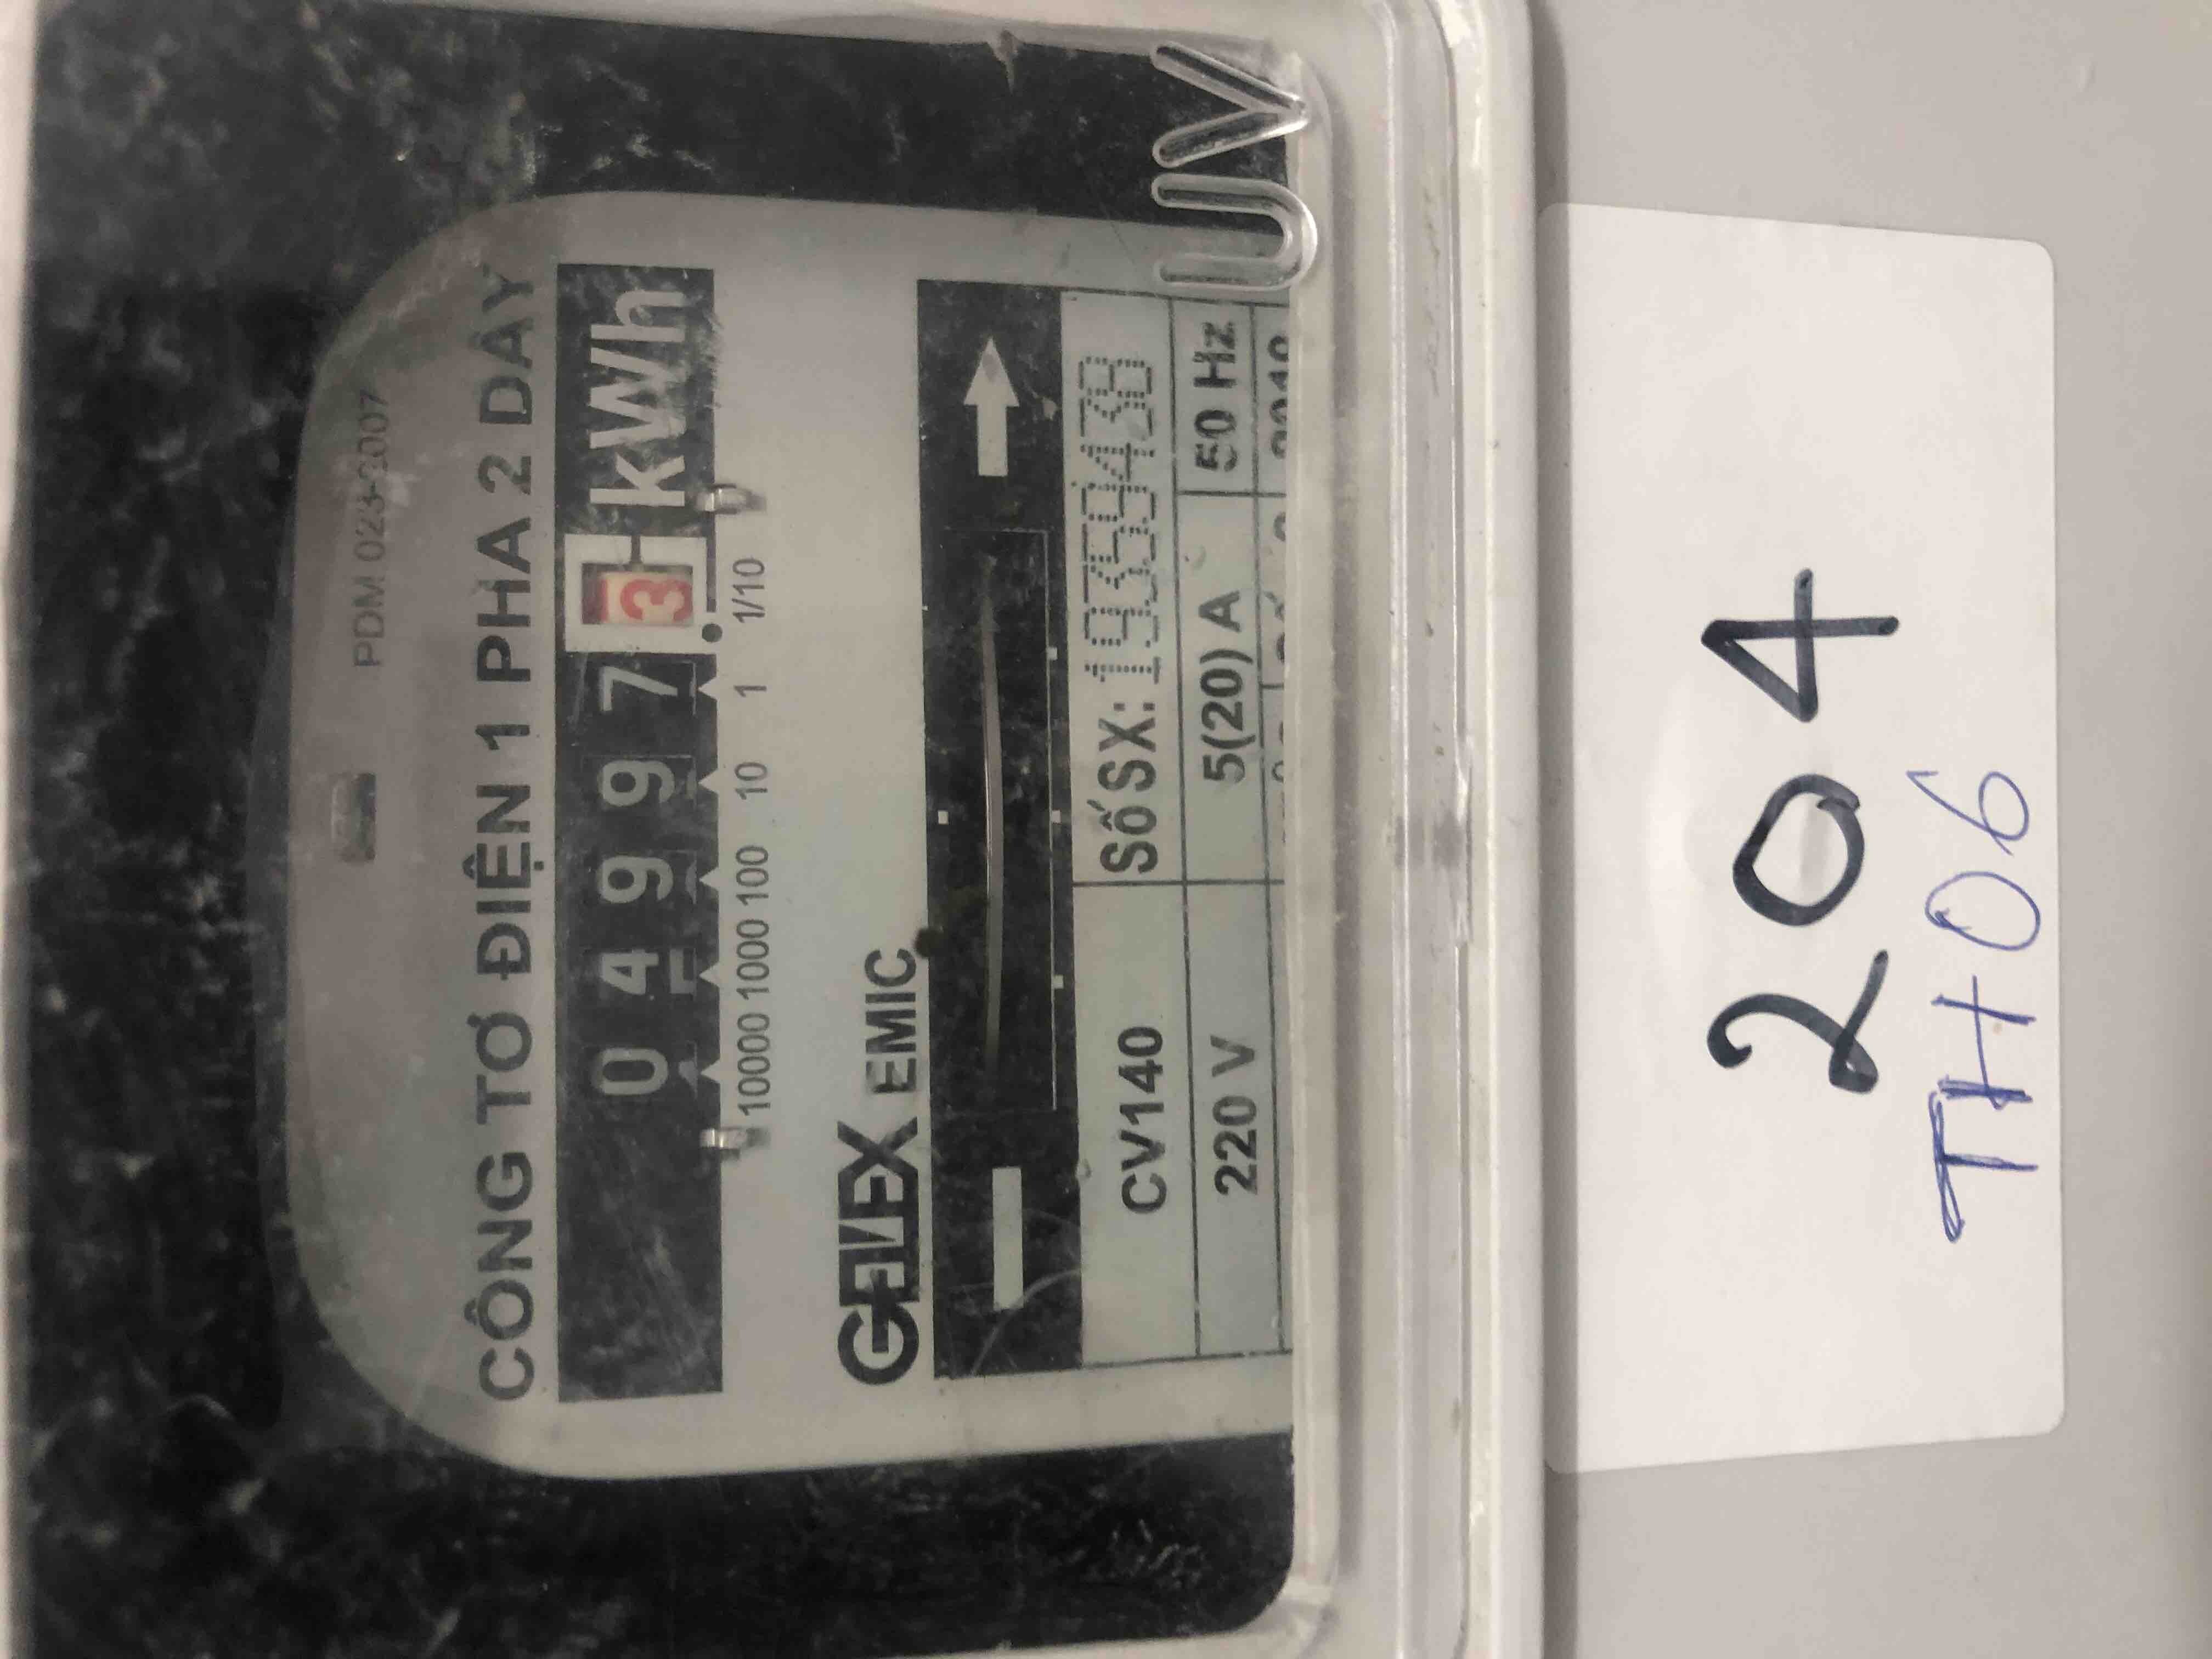 PDM 023-2007
CÔNG TƠ ĐIỆN 1 PHA 2 DÂY
0 4 9 9 7 3 kWh
10000 1000 100 10 1 1/10
GELEX EMIC
CV140 Số SX: 193594738
220 V 5(20) A 50 Hz
UV
204
TH06